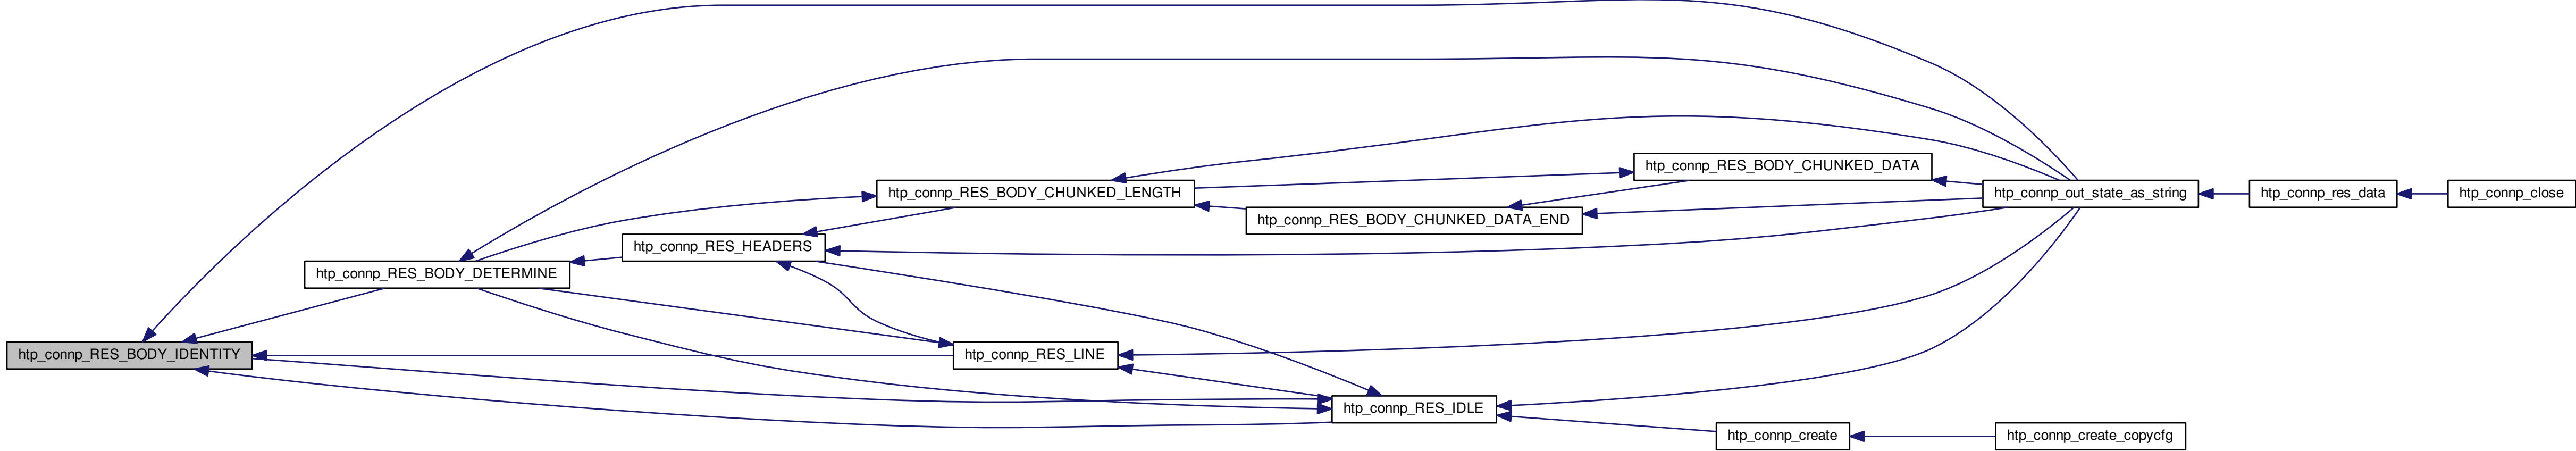 htp_connp_RES_BODY_CHUNKED_DATA
htp_connp_RES_BODY_CHUNKED_LENGTH
htp_connp_out_state_as_string
htp_connp_res_data
htp_connp_close
htp_connp_RES_BODY_CHUNKED_DATA_END
htp_connp_RES_HEADERS
htp_connp_RES_BODY_DETERMINE
htp_connp_RES_BODY_IDENTITY
htp_connp_RES_LINE
htp_connp_RES_IDLE
htp_connp_create
htp_connp_create_copycfg